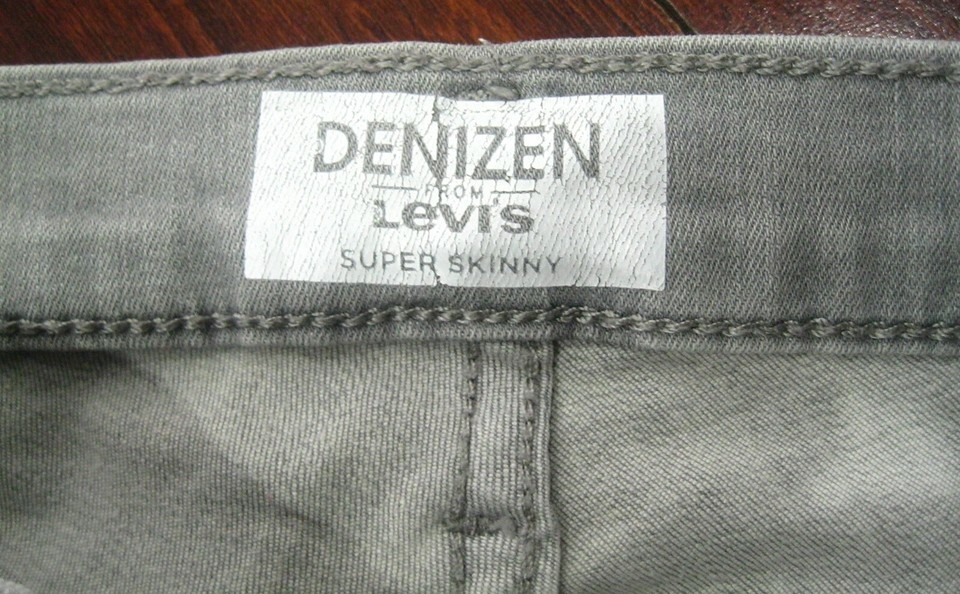 DENIZEN
FROM
Levi's
SUPER SKINNY